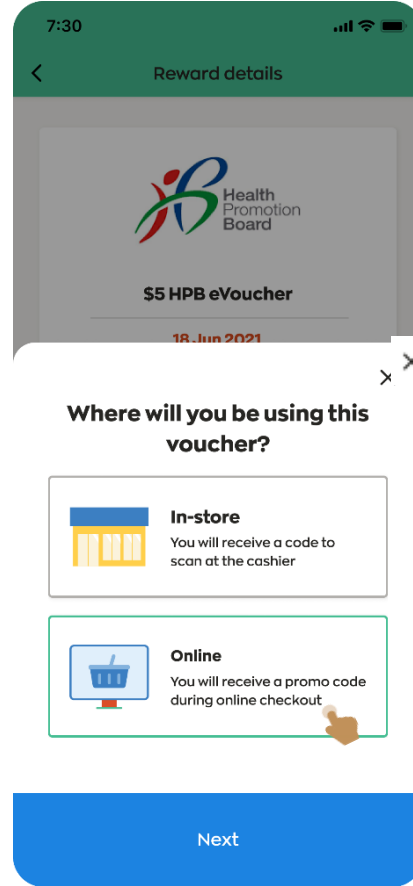 7:30
Reward details
Health
Promotion
Board
$5 HPB eVoucher
18 Jun 2021
Where will you be using this
voucher?
In-store
You will receive a code to
scan at the cashier
Online
You will receive a promo code
during online checkout
Next